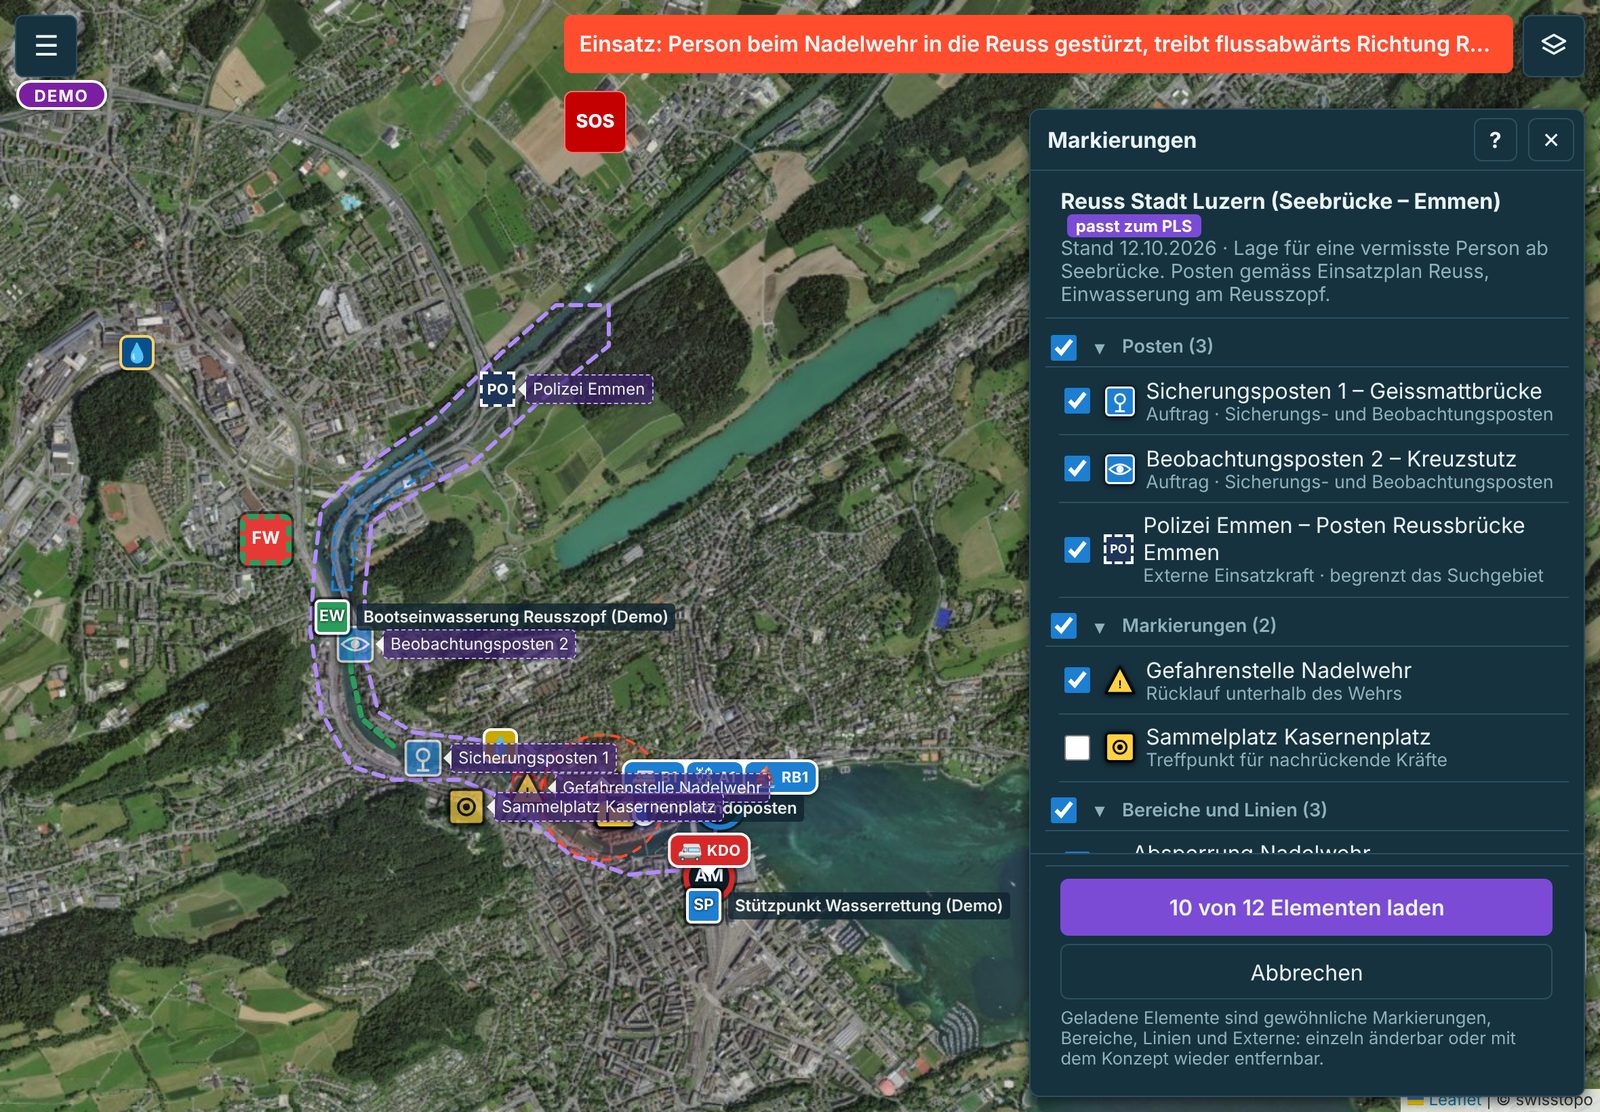 Einsatz: Person beim Nadelwehr in die Reuss gestürzt, treibt flussabwärts Richtung R...
DEMO
SOS
Markierungen
?
Reuss Stadt Luzern (Seebrücke – Emmen)
passt zum PLS
Stand 12.10.2026 · Lage für eine vermisste Person ab
Seebrücke. Posten gemäss Einsatzplan Reuss,
Einwasserung am Reusszopf.
Posten (3)
Sicherungsposten 1 – Geissmattbrücke
Auftrag · Sicherungs- und Beobachtungsposten
Beobachtungsposten 2 – Kreuzstutz
Auftrag · Sicherungs- und Beobachtungsposten
PO
Polizei Emmen – Posten Reussbrücke
Emmen
Externe Einsatzkraft · begrenzt das Suchgebiet
Markierungen (2)
Gefahrenstelle Nadelwehr
Rücklauf unterhalb des Wehrs
Sammelplatz Kasernenplatz
Treffpunkt für nachrückende Kräfte
Bereiche und Linien (3)
Absperrung Nadelwehr
10 von 12 Elementen laden
Abbrechen
Geladene Elemente sind gewöhnliche Markierungen,
Bereiche, Linien und Externe: einzeln änderbar oder mit
dem Konzept wieder entfernbar.
PO Polizei Emmen
FW
EW Bootseinwasserung Reusszopf (Demo)
Beobachtungsposten 2
Sicherungsposten 1
RB1
Gefahrenstelle Nadelwehr
Sammelplatz Kasernenplatz
doposten
KDO
AM
SP Stützpunkt Wasserrettung (Demo)
Leaflet | © swisstopo